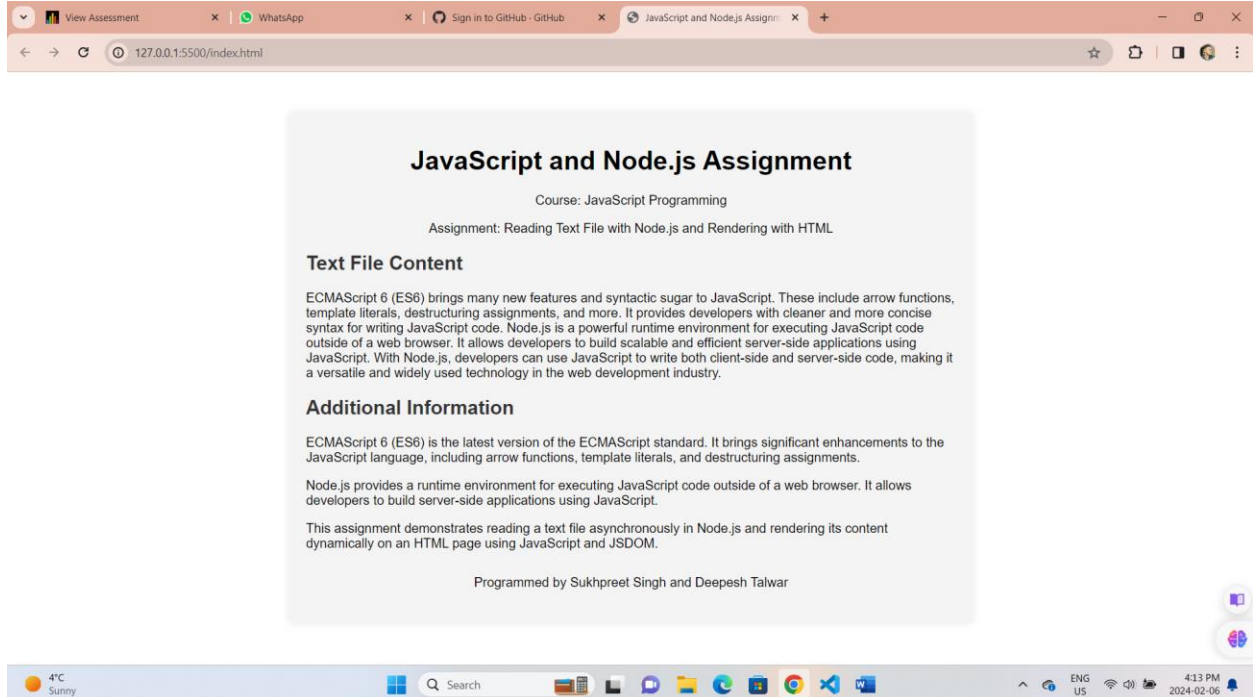 View Assessment
WhatsApp
Sign in to GitHub · GitHub
JavaScript and Node.js Assignm
127.0.0.1:5500/index.html
JavaScript and Node.js Assignment
Course: JavaScript Programming
Assignment: Reading Text File with Node.js and Rendering with HTML
Text File Content
ECMAScript 6 (ES6) brings many new features and syntactic sugar to JavaScript. These include arrow functions,
template literals, destructuring assignments, and more. It provides developers with cleaner and more concise
syntax for writing JavaScript code. Node.js is a powerful runtime environment for executing JavaScript code
outside of a web browser. It allows developers to build scalable and efficient server-side applications using
JavaScript. With Node.js, developers can use JavaScript to write both client-side and server-side code, making it
a versatile and widely used technology in the web development industry.
Additional Information
ECMAScript 6 (ES6) is the latest version of the ECMAScript standard. It brings significant enhancements to the
JavaScript language, including arrow functions, template literals, and destructuring assignments.
Node.js provides a runtime environment for executing JavaScript code outside of a web browser. It allows
developers to build server-side applications using JavaScript.
This assignment demonstrates reading a text file asynchronously in Node.js and rendering its content
dynamically on an HTML page using JavaScript and JSDOM.
Programmed by Sukhpreet Singh and Deepesh Talwar
4°C
Sunny
Search
ENG
US
4:13 PM
2024-02-06